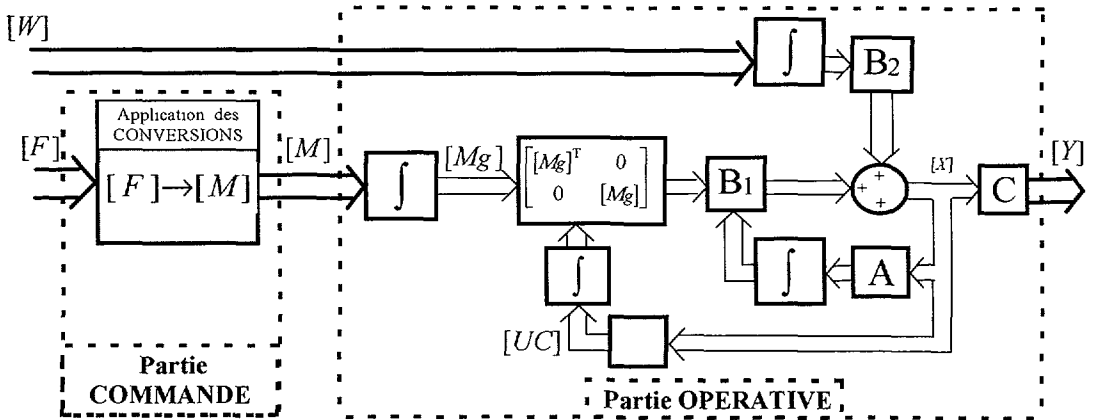 [W]
∫
B₂
Application des
CONVERSIONS
[F]
[F]→[M]
[M]
∫
[Mg]
[Mg]ᵀ 0
0 [Mg]
B₁
+
+
+
[X]
C
[Y]
∫
∫
A
[UC]
Partie
COMMANDE
Partie OPERATIVE